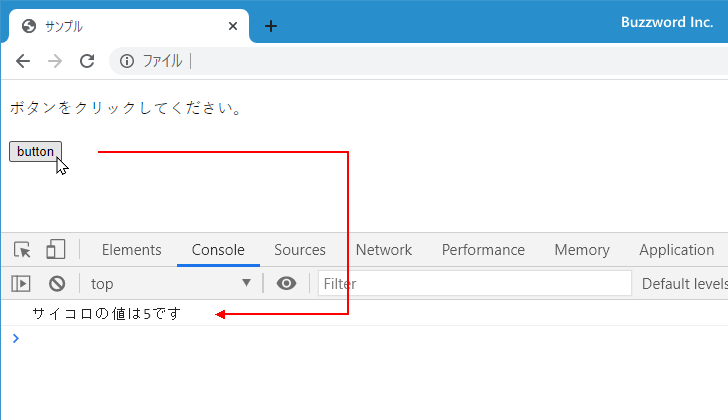 サンプル
Buzzword Inc.
ファイル
ボタンをクリックしてください。
button
Elements Console Sources Network Performance Memory Application
top Filter Default levels
サイコロの値は5です